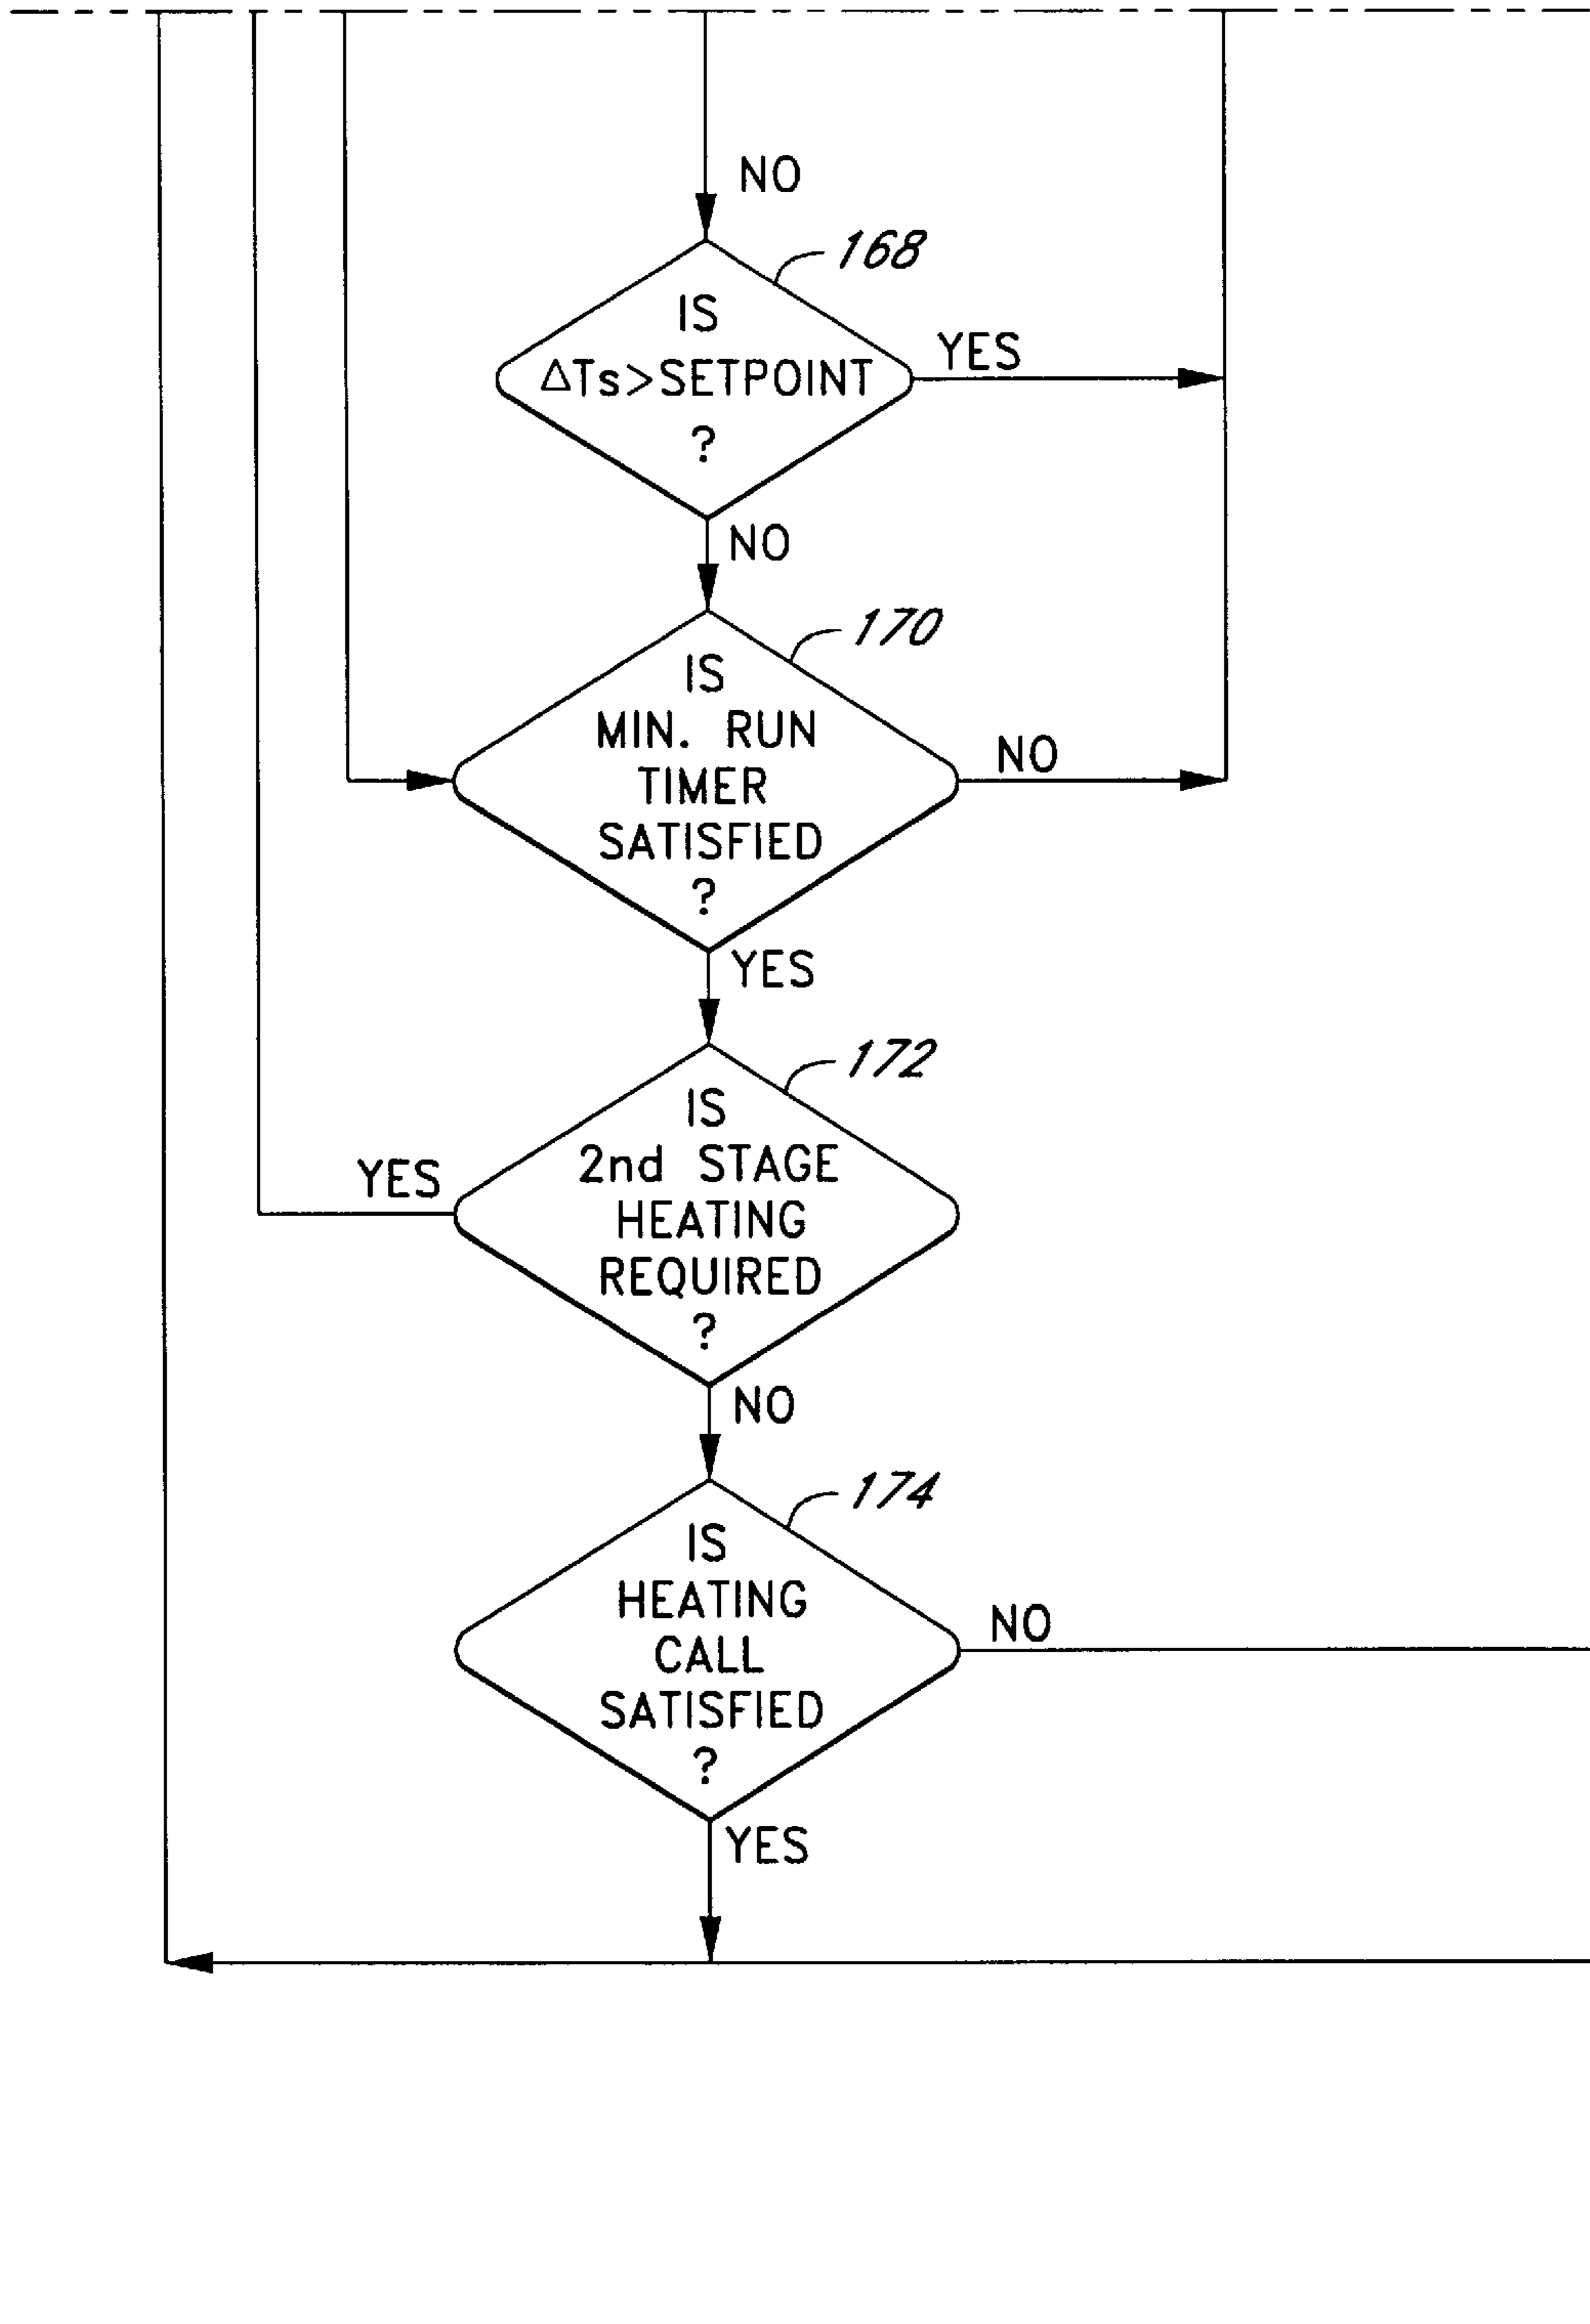 NO
168
IS
ΔTs>SETPOINT
?
YES
NO
170
IS
MIN. RUN
TIMER
SATISFIED
?
NO
YES
172
IS
2nd STAGE
HEATING
REQUIRED
?
YES
NO
174
IS
HEATING
CALL
SATISFIED
?
NO
YES